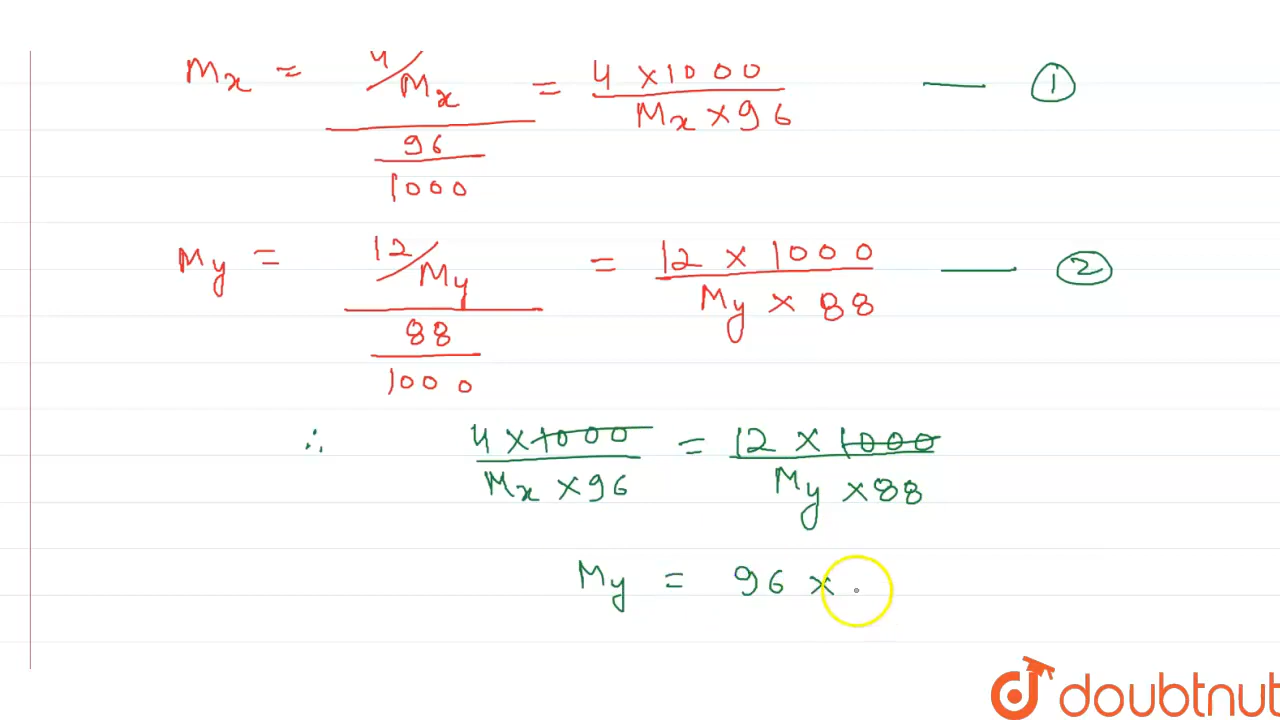 Mx = (4/Mx)/(96/1000) = (4 × 1000)/(Mx × 96) — ①
My = (12/My)/(88/1000) = (12 × 1000)/(My × 88) — ②
∴ (4 × 1000)/(Mx × 96) = (12 × 1000)/(My × 88)
My = 96 ×
doubtnut